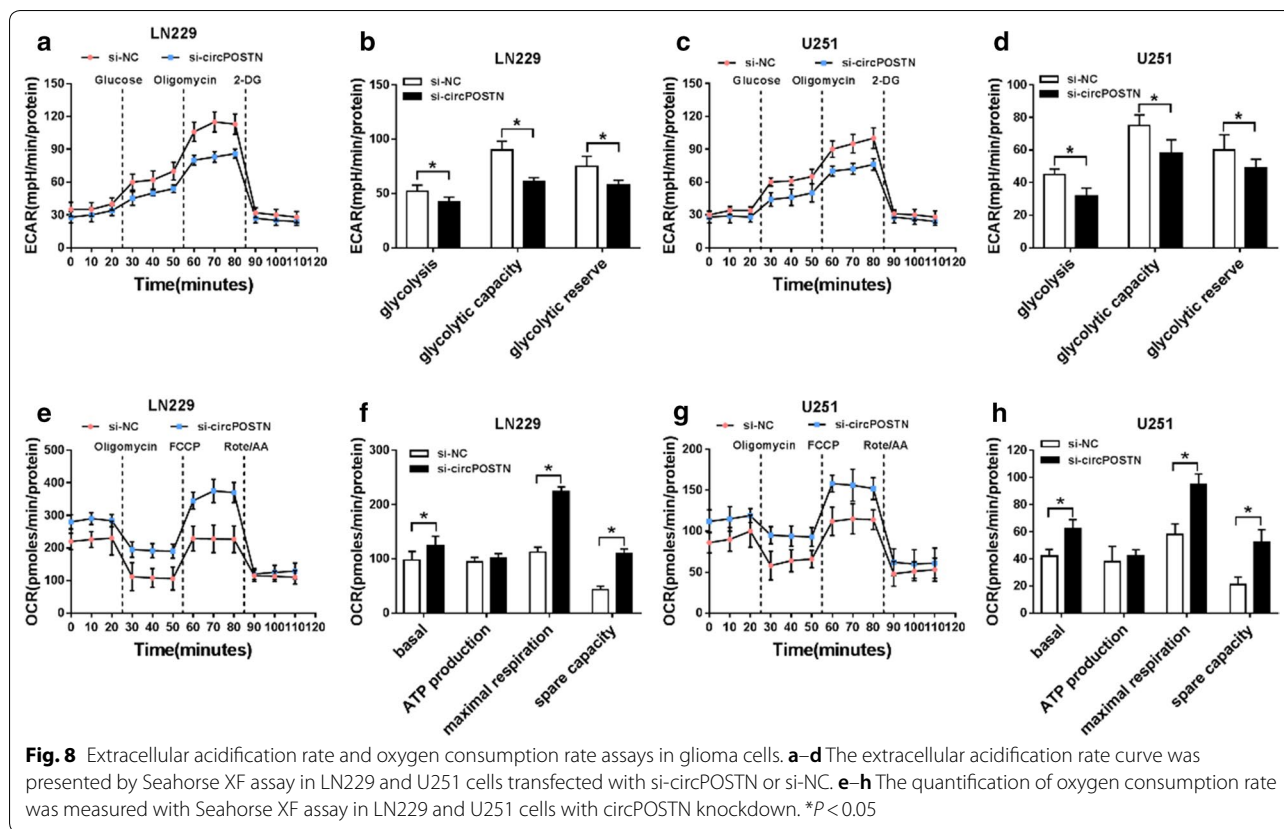 a
LN229
si-NC si-circPOSTN
Glucose Oligomycin 2-DG
ECAR(mpH/min/protein)
150
120
90
60
30
0
0 10 20 30 40 50 60 70 80 90 100110120
Time(minutes)
b
LN229
si-NC
si-circPOSTN
ECAR(mpH/min/protein)
150
100
50
0
* * *
glycolysis
glycolytic capacity
glycolytic reserve
c
U251
si-NC si-circPOSTN
Glucose Oligomycin 2-DG
ECAR(mpH/min/protein)
150
120
90
60
30
0
0 10 20 30 40 50 60 70 80 90 100110120
Time(minutes)
d
U251
si-NC
si-circPOSTN
ECAR(mpH/min/protein)
100
80
60
40
20
0
* * *
glycolysis
glycolytic capacity
glycolytic reserve
e
LN229
si-NC si-circPOSTN
Oligomycin FCCP Rote/AA
OCR(pmoles/min/protein)
500
400
300
200
100
0
0 10 20 30 40 50 60 70 80 90 100110120
Time(minutes)
f
LN229
si-NC
si-circPOSTN
OCR(pmoles/min/protein)
300
200
100
0
* * *
basal
ATP production
maximal respiration
spare capacity
g
U251
si-NC si-circPOSTN
Oligomycin FCCP Rote/AA
OCR(pmoles/min/protein)
200
150
100
50
0
0 10 20 30 40 50 60 70 80 90 100110120
Time(minutes)
h
U251
si-NC
si-circPOSTN
OCR(pmoles/min/protein)
120
100
80
60
40
20
0
* * *
basal
ATP production
maximal respiration
spare capacity
Fig. 8 Extracellular acidification rate and oxygen consumption rate assays in glioma cells. a–d The extracellular acidification rate curve was
presented by Seahorse XF assay in LN229 and U251 cells transfected with si-circPOSTN or si-NC. e–h The quantification of oxygen consumption rate
was measured with Seahorse XF assay in LN229 and U251 cells with circPOSTN knockdown. *P < 0.05